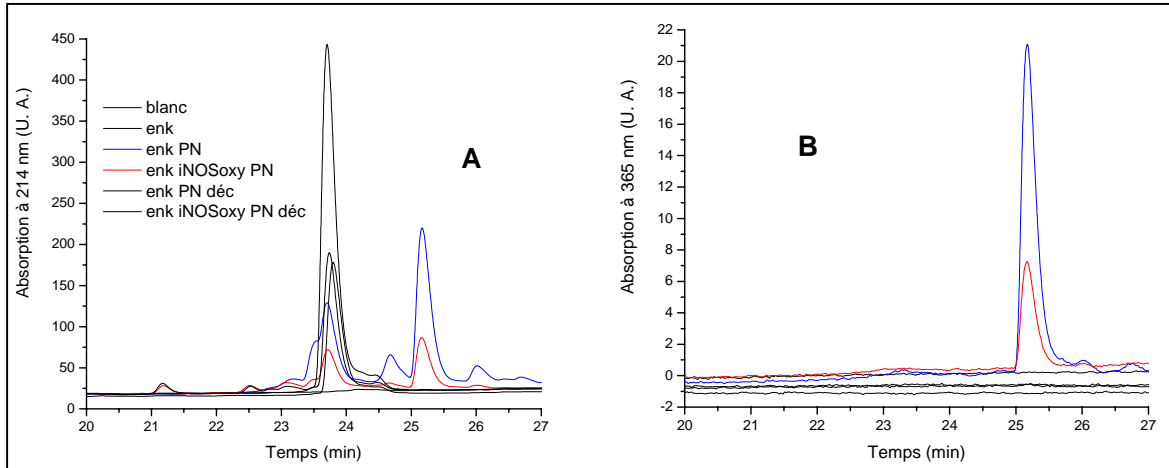 450
400
350
300
250
200
150
100
50
0
Absorption à 214 nm (U. A.)
blanc
enk
enk PN
enk iNOSoxy PN
enk PN déc
enk iNOSoxy PN déc
A
20 21 22 23 24 25 26 27
Temps (min)
22
20
18
16
14
12
10
8
6
4
2
0
-2
Absorption à 365 nm (U. A.)
B
20 21 22 23 24 25 26 27
Temps (min)